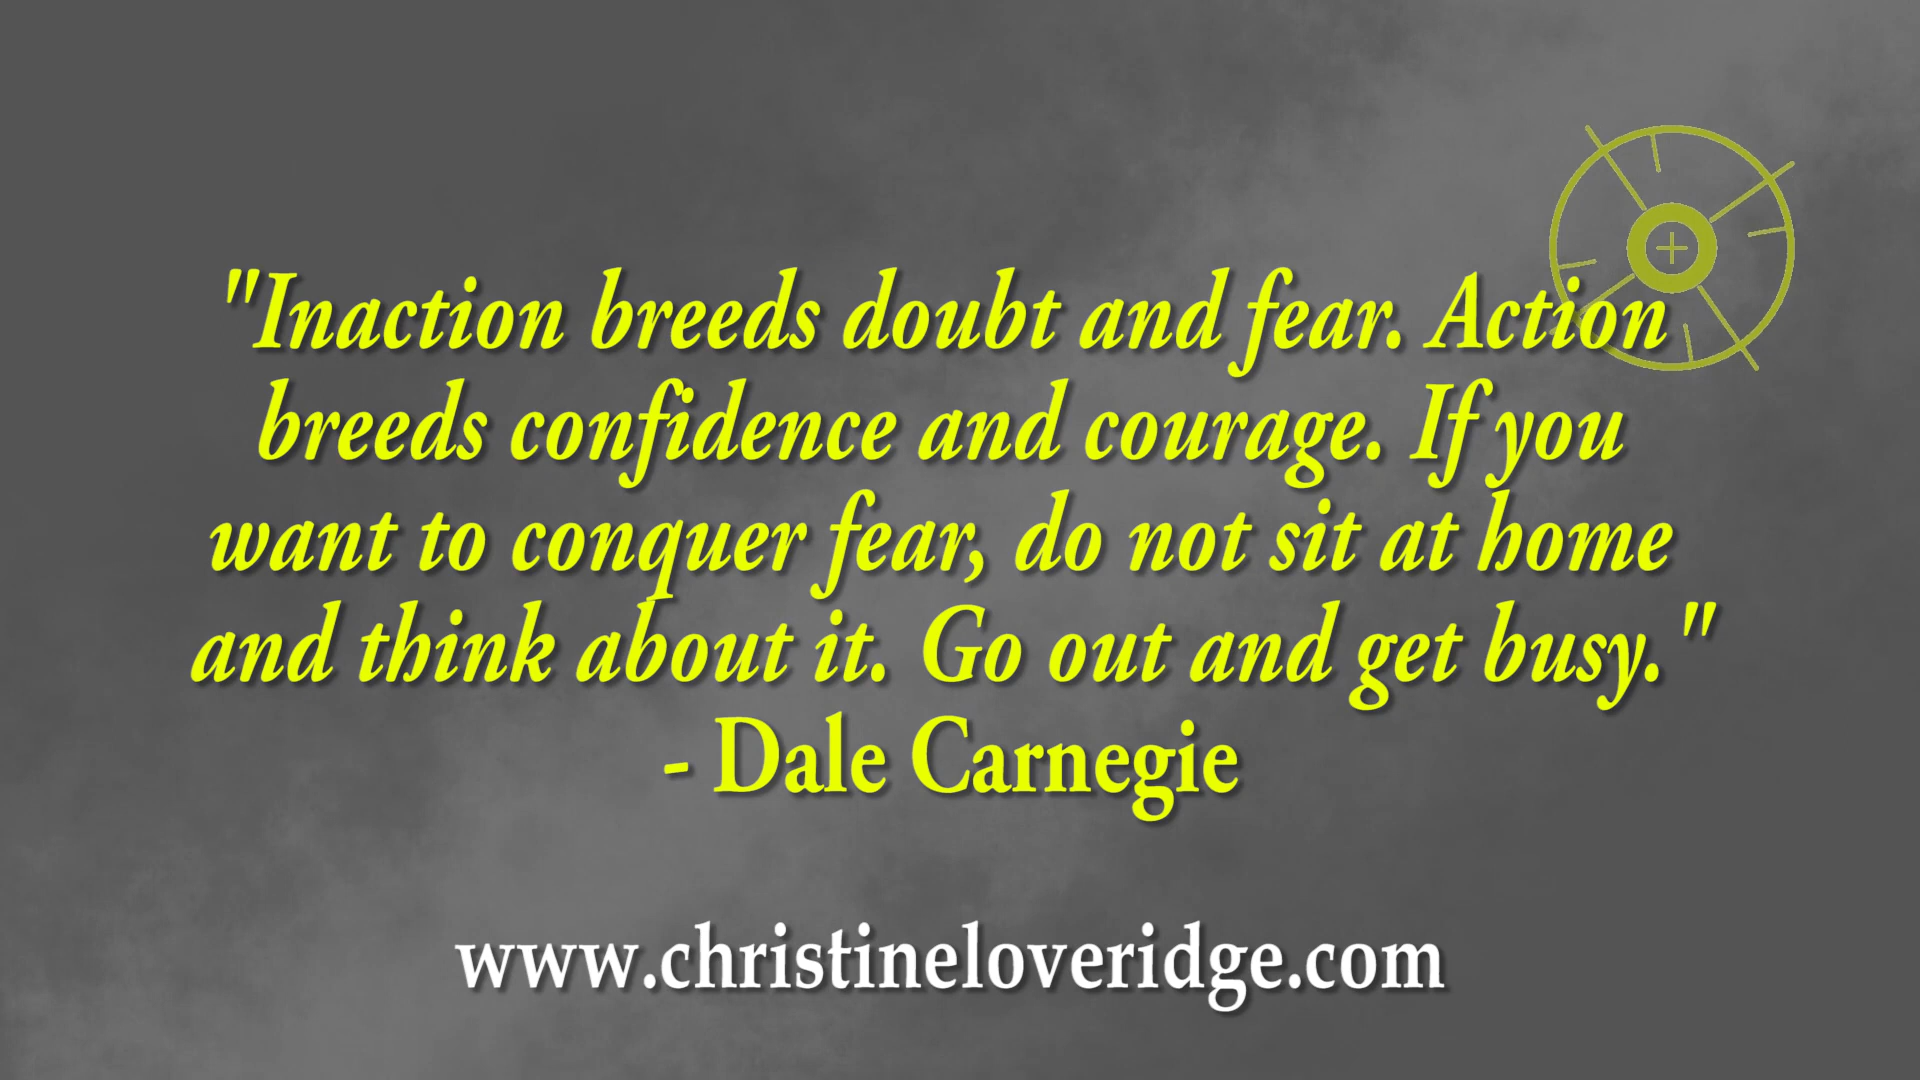 "Inaction breeds doubt and fear. Action
breeds confidence and courage. If you
want to conquer fear, do not sit at home
and think about it. Go out and get busy."
- Dale Carnegie
www.christineloveridge.com